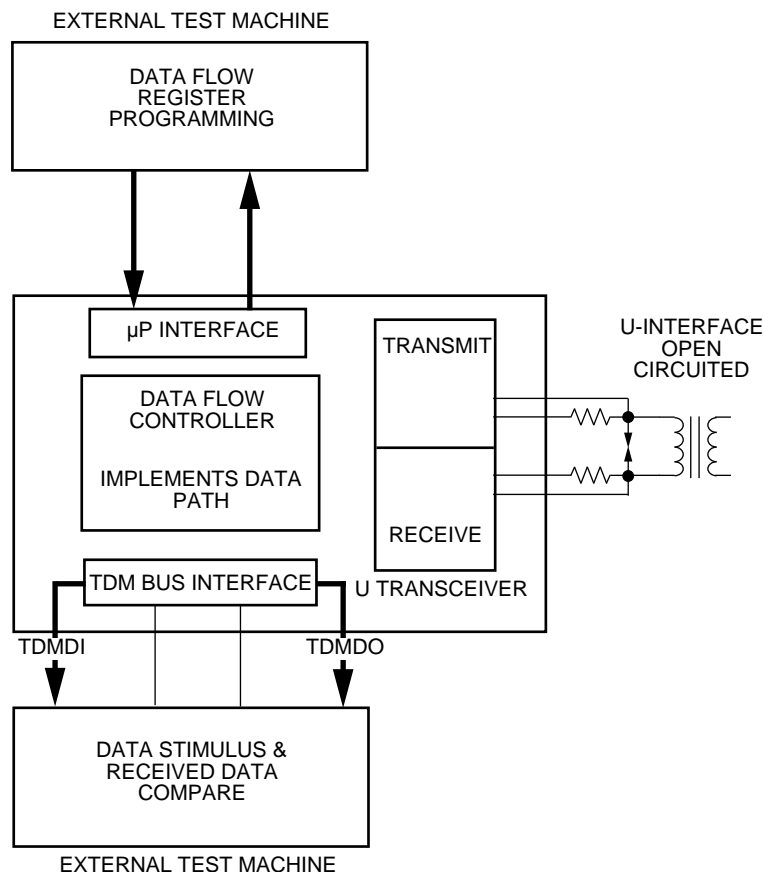 EXTERNAL TEST MACHINE
DATA FLOW
REGISTER
PROGRAMMING
µP INTERFACE
TRANSMIT
U-INTERFACE
OPEN
CIRCUITED
DATA FLOW
CONTROLLER
IMPLEMENTS DATA
PATH
RECEIVE
TDM BUS INTERFACE
U TRANSCEIVER
TDMDI
TDMDO
DATA STIMULUS &
RECEIVED DATA
COMPARE
EXTERNAL TEST MACHINE